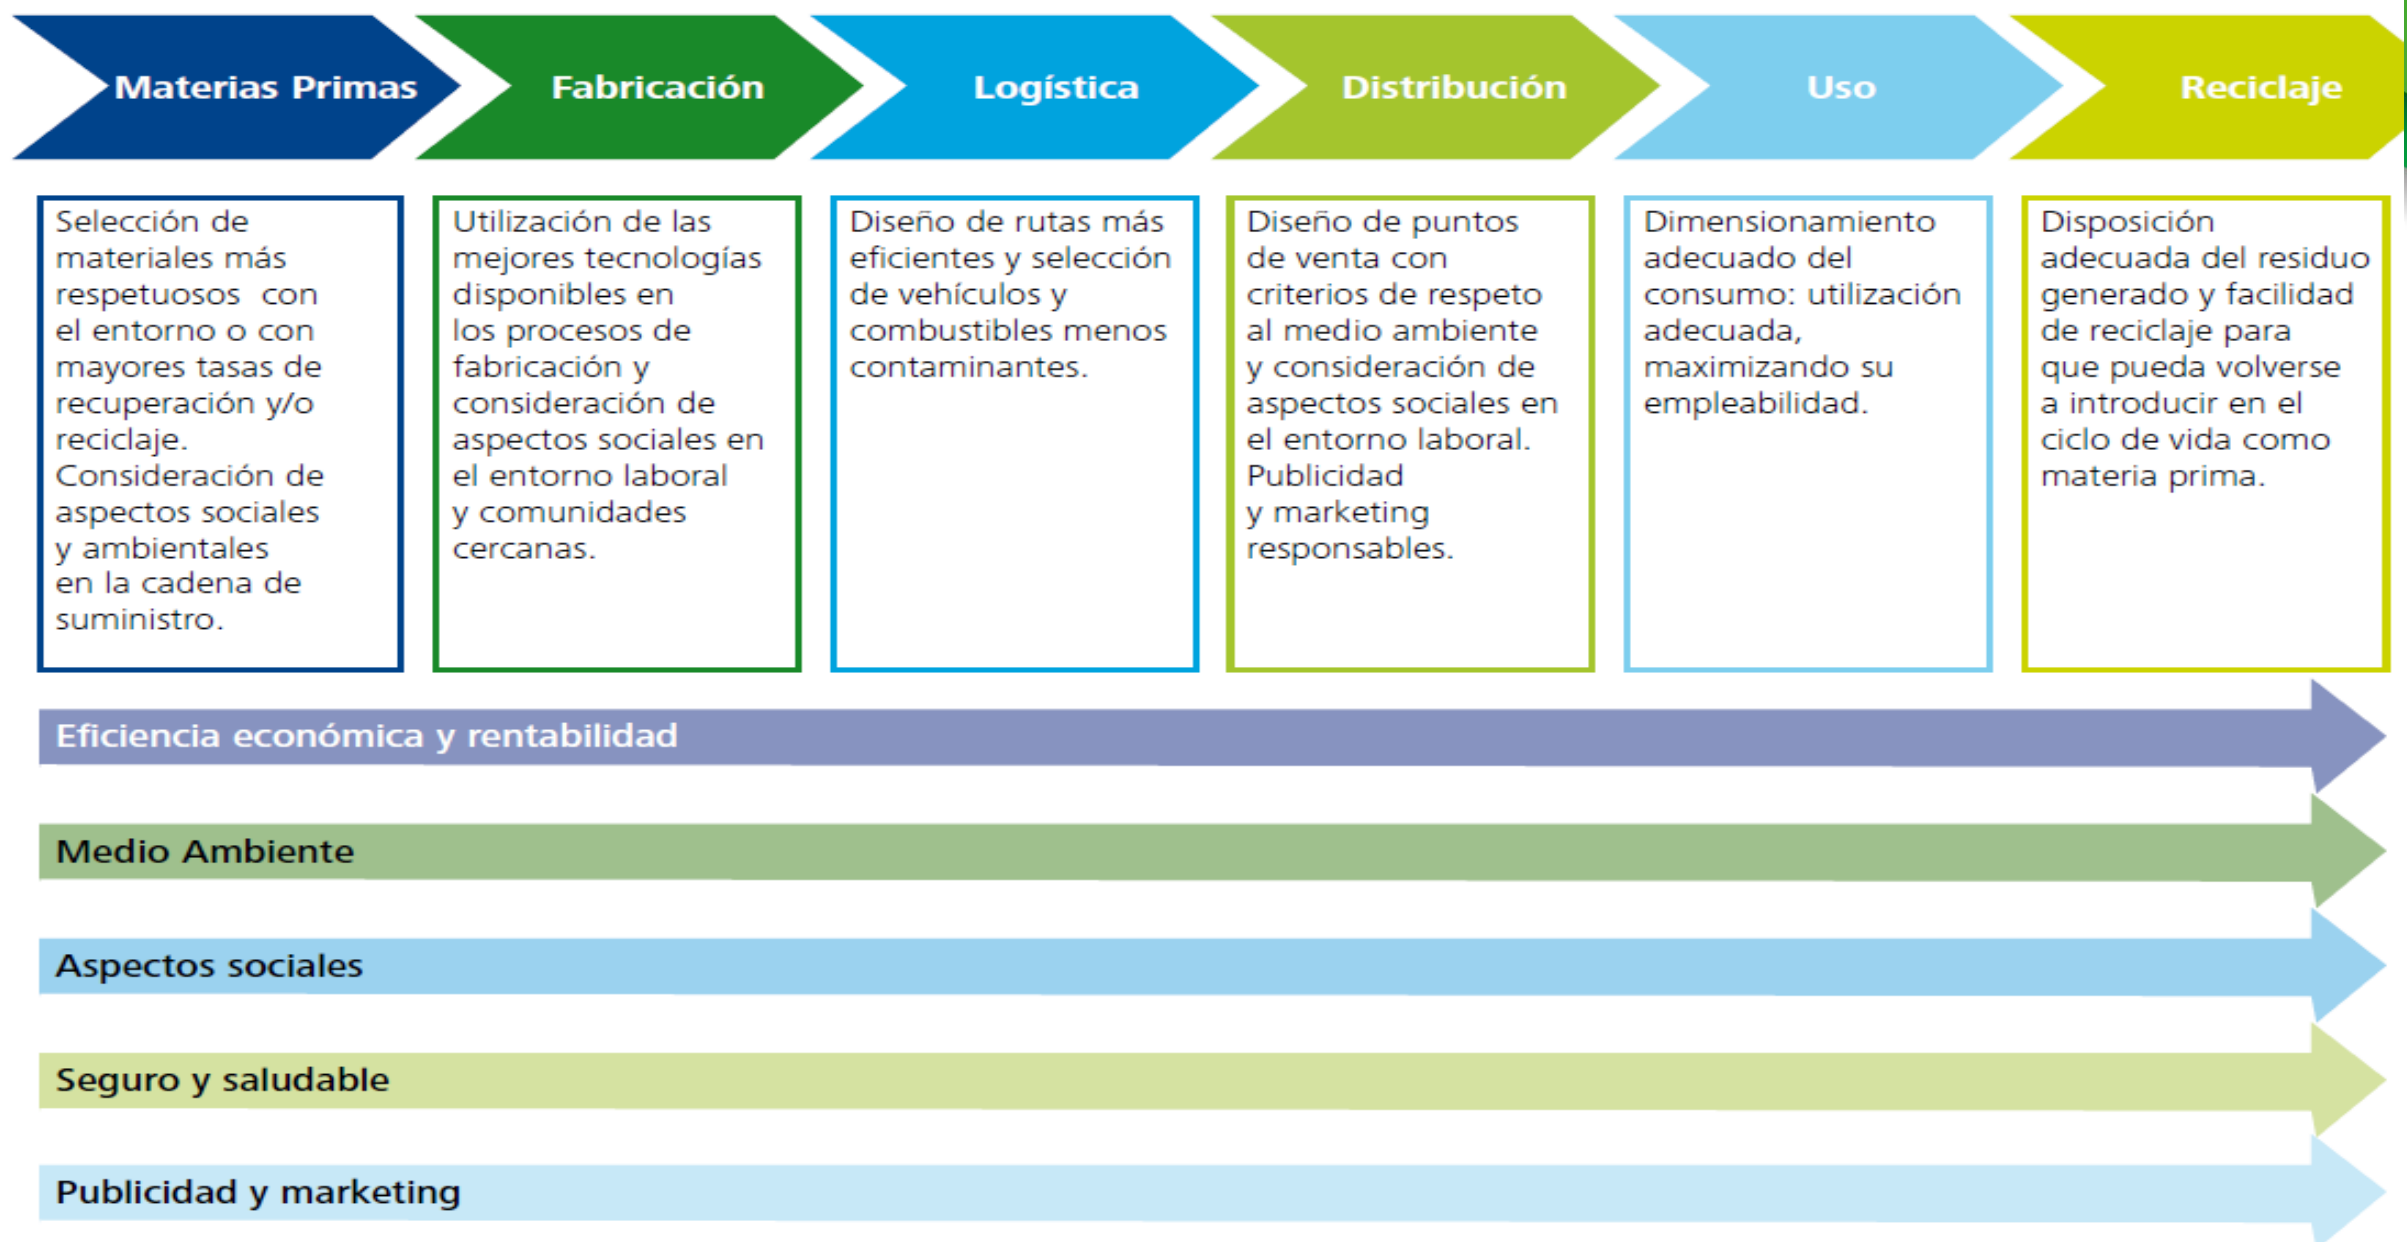 Materias Primas
Fabricación
Logística
Distribución
Uso
Reciclaje
Selección de
materiales más
respetuosos con
el entorno o con
mayores tasas de
recuperación y/o
reciclaje.
Consideración de
aspectos sociales
y ambientales
en la cadena de
suministro.
Utilización de las
mejores tecnologías
disponibles en
los procesos de
fabricación y
consideración de
aspectos sociales en
el entorno laboral
y comunidades
cercanas.
Diseño de rutas más
eficientes y selección
de vehículos y
combustibles menos
contaminantes.
Diseño de puntos
de venta con
criterios de respeto
al medio ambiente
y consideración de
aspectos sociales en
el entorno laboral.
Publicidad
y marketing
responsables.
Dimensionamiento
adecuado del
consumo: utilización
adecuada,
maximizando su
empleabilidad.
Disposición
adecuada del residuo
generado y facilidad
de reciclaje para
que pueda volverse
a introducir en el
ciclo de vida como
materia prima.
Eficiencia económica y rentabilidad
Medio Ambiente
Aspectos sociales
Seguro y saludable
Publicidad y marketing